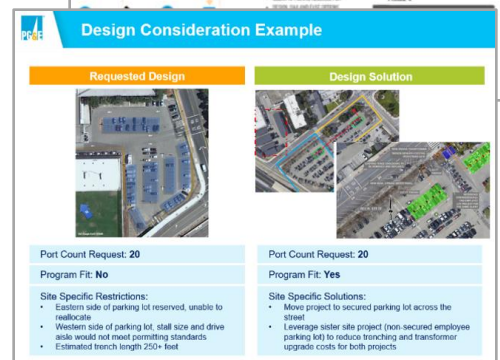 PG&E
Design Consideration Example
Requested Design
Design Solution
Port Count Request: 20
Program Fit: No
Site Specific Restrictions:
• Eastern side of parking lot reserved, unable to
reallocate
• Western side of parking lot, stall size and drive
aisle would not meet permitting standards
• Estimated trench length 250+ feet
Port Count Request: 20
Program Fit: Yes
Site Specific Solutions:
• Move project to secured parking lot across the
street
• Leverage sister site project (non-secured employee
parking lot) to reduce trenching and transformer
upgrade costs for both projects